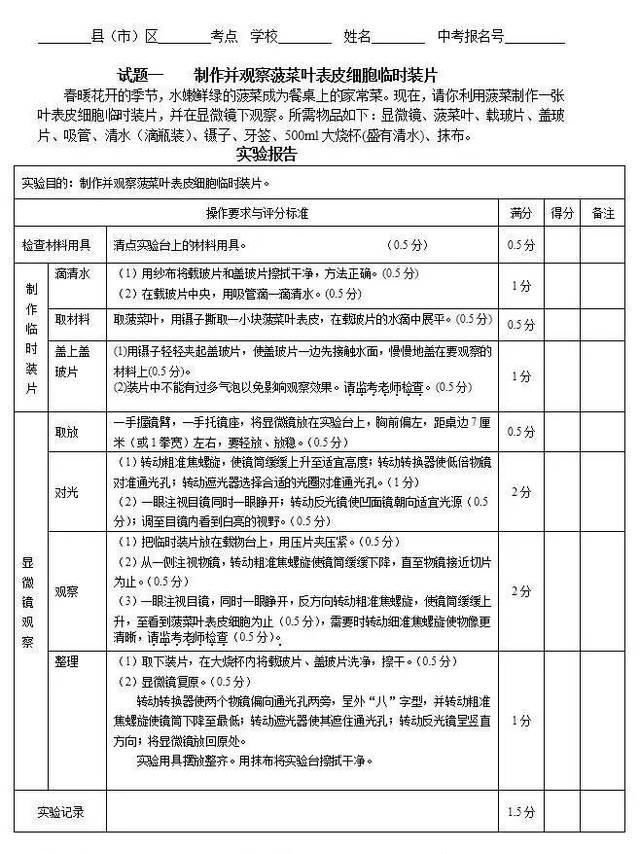 ________县（市）区_______考点 学校________ 姓名________ 中考报名号________
试题一 制作并观察菠菜叶表皮细胞临时装片
春暖花开的季节，水嫩鲜绿的菠菜成为餐桌上的家常菜。现在，请你利用菠菜制作一张
叶表皮细胞临时装片，并在显微镜下观察。所需物品如下：显微镜、菠菜叶、载玻片、盖玻
片、吸管、清水（滴瓶装）、镊子、牙签、500ml大烧杯(盛有清水)、抹布。
实验报告
实验目的：制作并观察菠菜叶表皮细胞临时装片。
操作要求与评分标准 满分 得分 备注
检查材料用具 清点实验台上的材料用具。 （0.5分） 0.5分
制作临时装片
滴清水
（1）用纱布将载玻片和盖玻片擦拭干净，方法正确。(0.5分)
（2）在载玻片中央，用吸管滴一滴清水。(0.5分)
1分
取材料 取菠菜叶，用镊子撕取一小块菠菜叶表皮，在载玻片的水滴中展平。(0.5分) 0.5分
盖上盖
玻片
(1)用镊子轻轻夹起盖玻片，使盖玻片一边先接触水面，慢慢地盖在要观察的
材料上(0.5分)。
(2)装片中不能有过多气泡以免影响观察效果。请监考老师检查。（0.5分）
1分
显微镜观察
取放
一手握镜臂，一手托镜座，将显微镜放在实验台上，胸前偏左，距桌边7厘
米（或1拳宽）左右，要轻放、放稳。（0.5分）
0.5分
对光
（1）转动粗准焦螺旋，使镜筒缓缓上升至适宜高度；转动转换器使低倍物镜
对准通光孔；转动遮光器选择合适的光圈对准通光孔。（1分）
（2）一眼注视目镜同时一眼睁开；转动反光镜使凹面镜朝向适宜光源（0.5
分）；调至目镜内看到白亮的视野。（0.5分）
2分
观察
（1）把临时装片放在载物台上，用压片夹压紧。（0.5分）
（2）从一侧注视物镜，转动粗准焦螺旋使镜筒缓缓下降，直至物镜接近切片
为止。（0.5分）
（3）一眼注视目镜，同时一眼睁开，反方向转动粗准焦螺旋，使镜筒缓缓上
升，至看到菠菜叶表皮细胞为止（0.5分），需要时转动细准焦螺旋使物像更
清晰，请监考老师检查（0.5分）。
2分
整理
（1）取下装片，在大烧杯内将载玻片、盖玻片洗净，擦干。（0.5分）
（2）显微镜复原。（0.5分）
转动转换器使两个物镜偏向通光孔两旁，呈外“八”字型，并转动粗准
焦螺旋使镜筒下降至最低；转动遮光器使其遮住通光孔；转动反光镜呈竖直
方向；将显微镜放回原处。
实验用具摆放整齐。用抹布将实验台擦拭干净。
1分
实验记录 1.5分